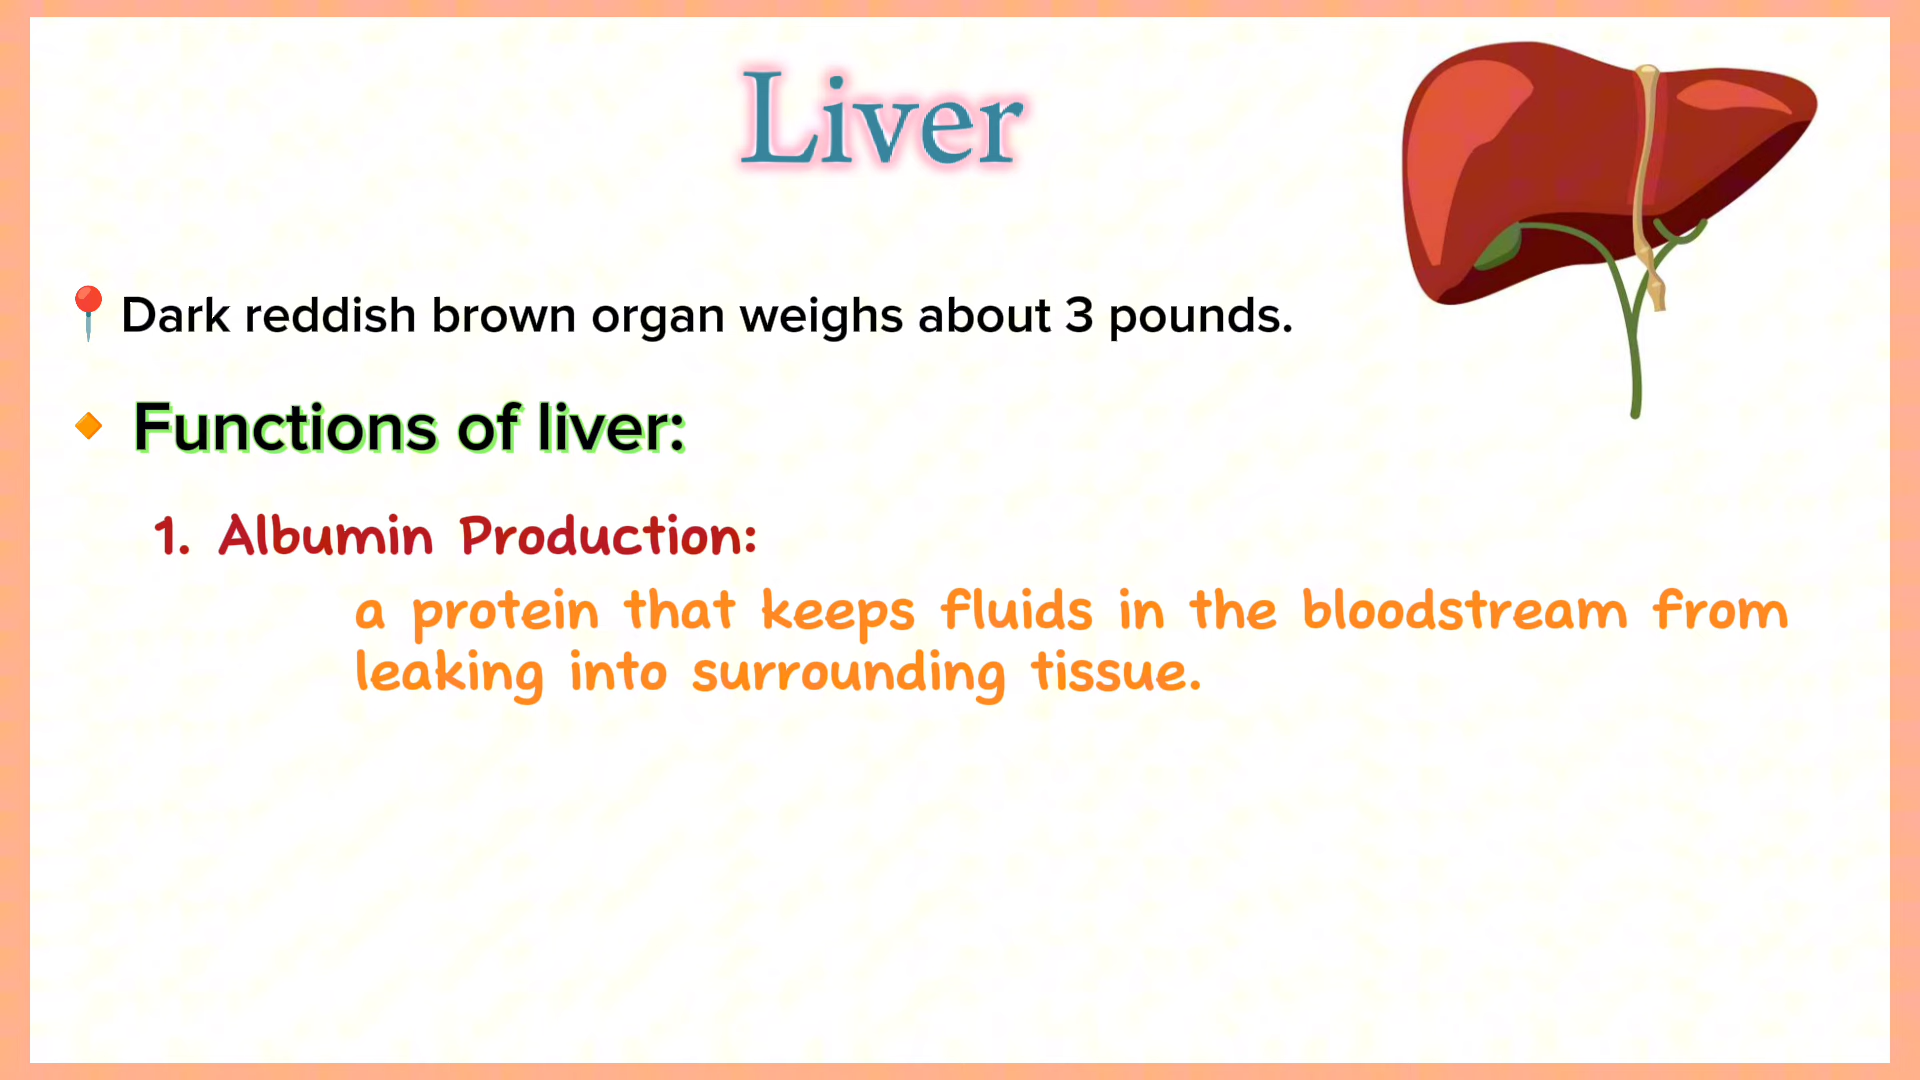 Liver
📍Dark reddish brown organ weighs about 3 pounds.
🔸 Functions of liver:
1. Albumin Production:
a protein that keeps fluids in the bloodstream from
leaking into surrounding tissue.